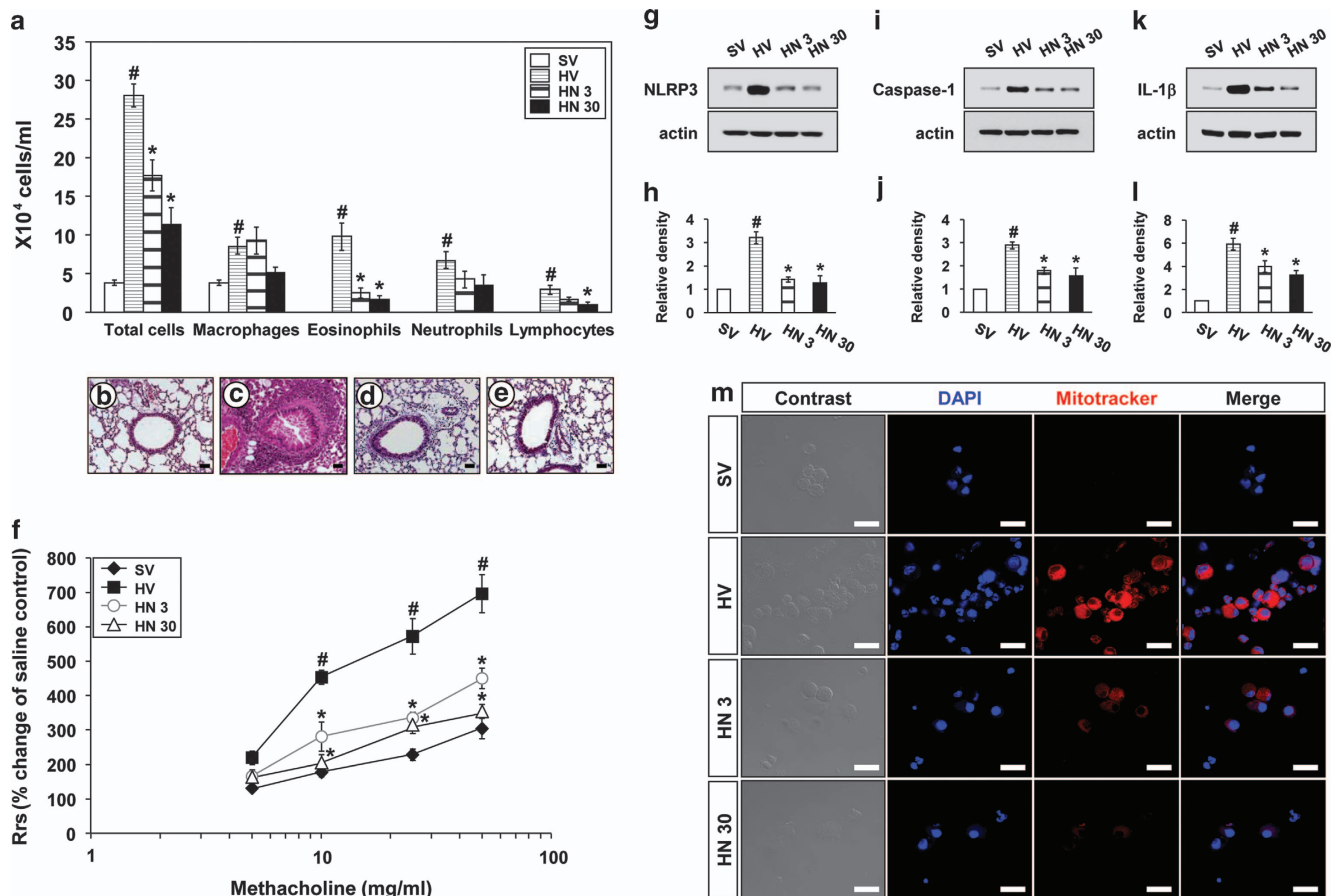 a
35
30
25
20
15
10
5
0
X10⁴ cells/ml
SV
HV
HN 3
HN 30
#
*
*
#
#
*
*
#
#
*
Total cells Macrophages Eosinophils Neutrophils Lymphocytes
b
c
d
e
f
800
700
600
500
400
300
200
100
0
Rrs (% change of saline control)
SV
HV
HN 3
HN 30
#
#
#
*
*
*
*
*
*
1 10 100
Methacholine (mg/ml)
g
SV HV HN 3 HN 30
NLRP3
actin
h
Relative density
4
3
2
1
0
#
*
*
SV HV HN 3 HN 30
i
SV HV HN 3 HN 30
Caspase-1
actin
j
Relative density
4
3
2
1
0
#
*
*
SV HV HN 3 HN 30
k
SV HV HN 3 HN 30
IL-1β
actin
l
Relative density
8
6
4
2
0
#
*
*
SV HV HN 3 HN 30
m
Contrast DAPI Mitotracker Merge
SV
HV
HN 3
HN 30